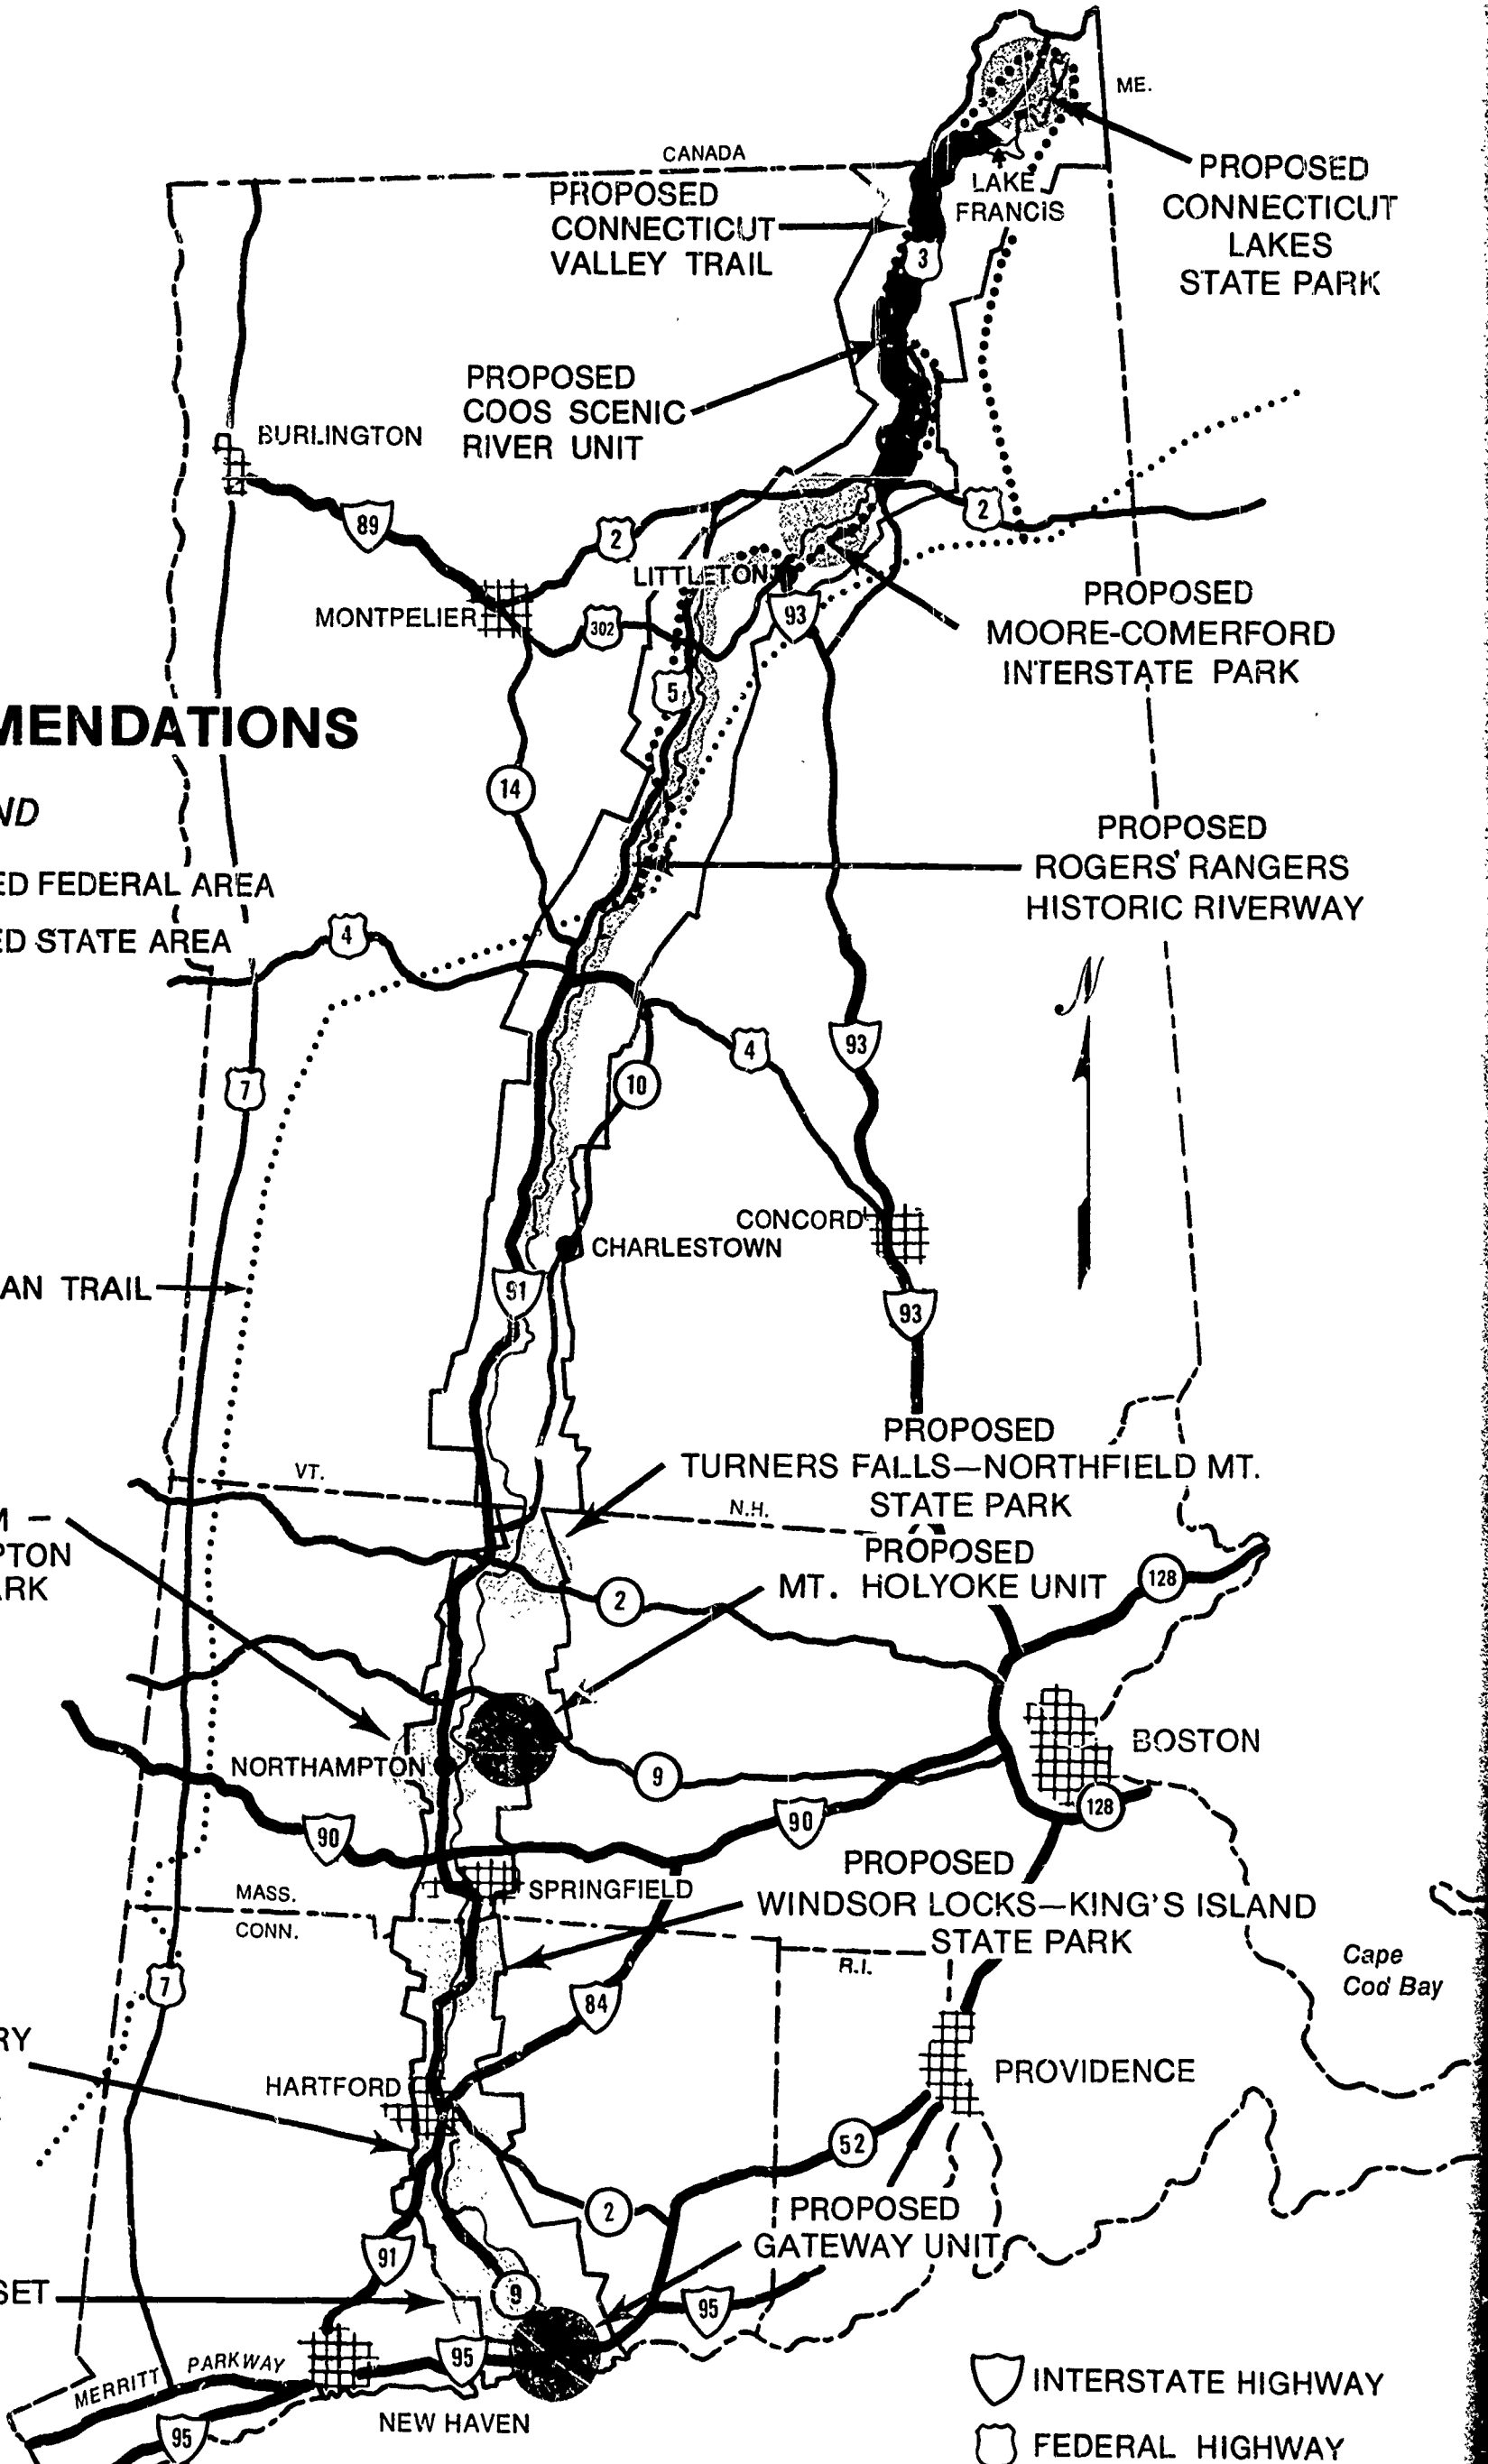 ME.
CANADA
PROPOSED
CONNECTICUT
LAKES
STATE PARK
PROPOSED
CONNECTICUT
VALLEY TRAIL
LAKE
FRANCIS
3
PROPOSED
COOS SCENIC
RIVER UNIT
BURLINGTON
89
2
2
LITTLETON
MONTPELIER
302
93
PROPOSED
MOORE-COMERFORD
INTERSTATE PARK
5
MENDATIONS
14
ND
PROPOSED
ROGERS' RANGERS
HISTORIC RIVERWAY
ED FEDERAL AREA
ED STATE AREA
4
N
4
93
7
10
CONCORD
CHARLESTOWN
AN TRAIL
91
93
PROPOSED
TURNERS FALLS—NORTHFIELD MT.
STATE PARK
VT.
N.H.
M —
PTON
ARK
PROPOSED
MT. HOLYOKE UNIT
128
2
BOSTON
NORTHAMPTON
9
128
90
90
PROPOSED
WINDSOR LOCKS—KING'S ISLAND
STATE PARK
SPRINGFIELD
MASS.
CONN.
R.I.
Cape
Cod Bay
7
84
RY
PROVIDENCE
HARTFORD
52
2
PROPOSED
GATEWAY UNIT
91
SET
9
95
95
MERRITT PARKWAY
95
NEW HAVEN
INTERSTATE HIGHWAY
FEDERAL HIGHWAY